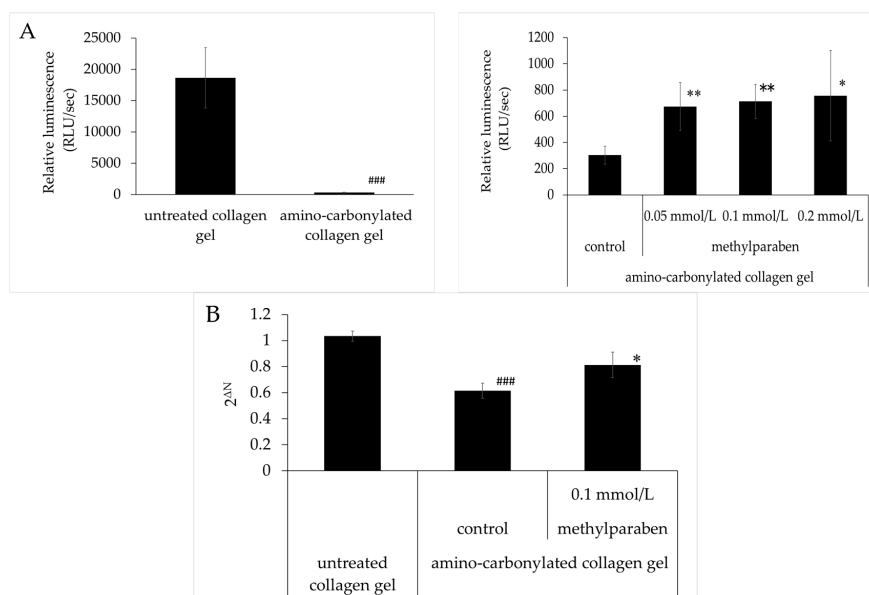 A
Relative luminescence
(RLU/sec)
25000
20000
15000
10000
5000
0
###
untreated collagen
gel
amino-carbonylated
collagen gel
Relative luminescence
(RLU/sec)
1200
1000
800
600
400
200
0
**
**
*
0.05 mmol/L
0.1 mmol/L
0.2 mmol/L
control
methylparaben
amino-carbonylated collagen gel
B
2^ΔN
1.2
1
0.8
0.6
0.4
0.2
0
###
*
0.1 mmol/L
control
methylparaben
untreated
collagen gel
amino-carbonylated collagen gel